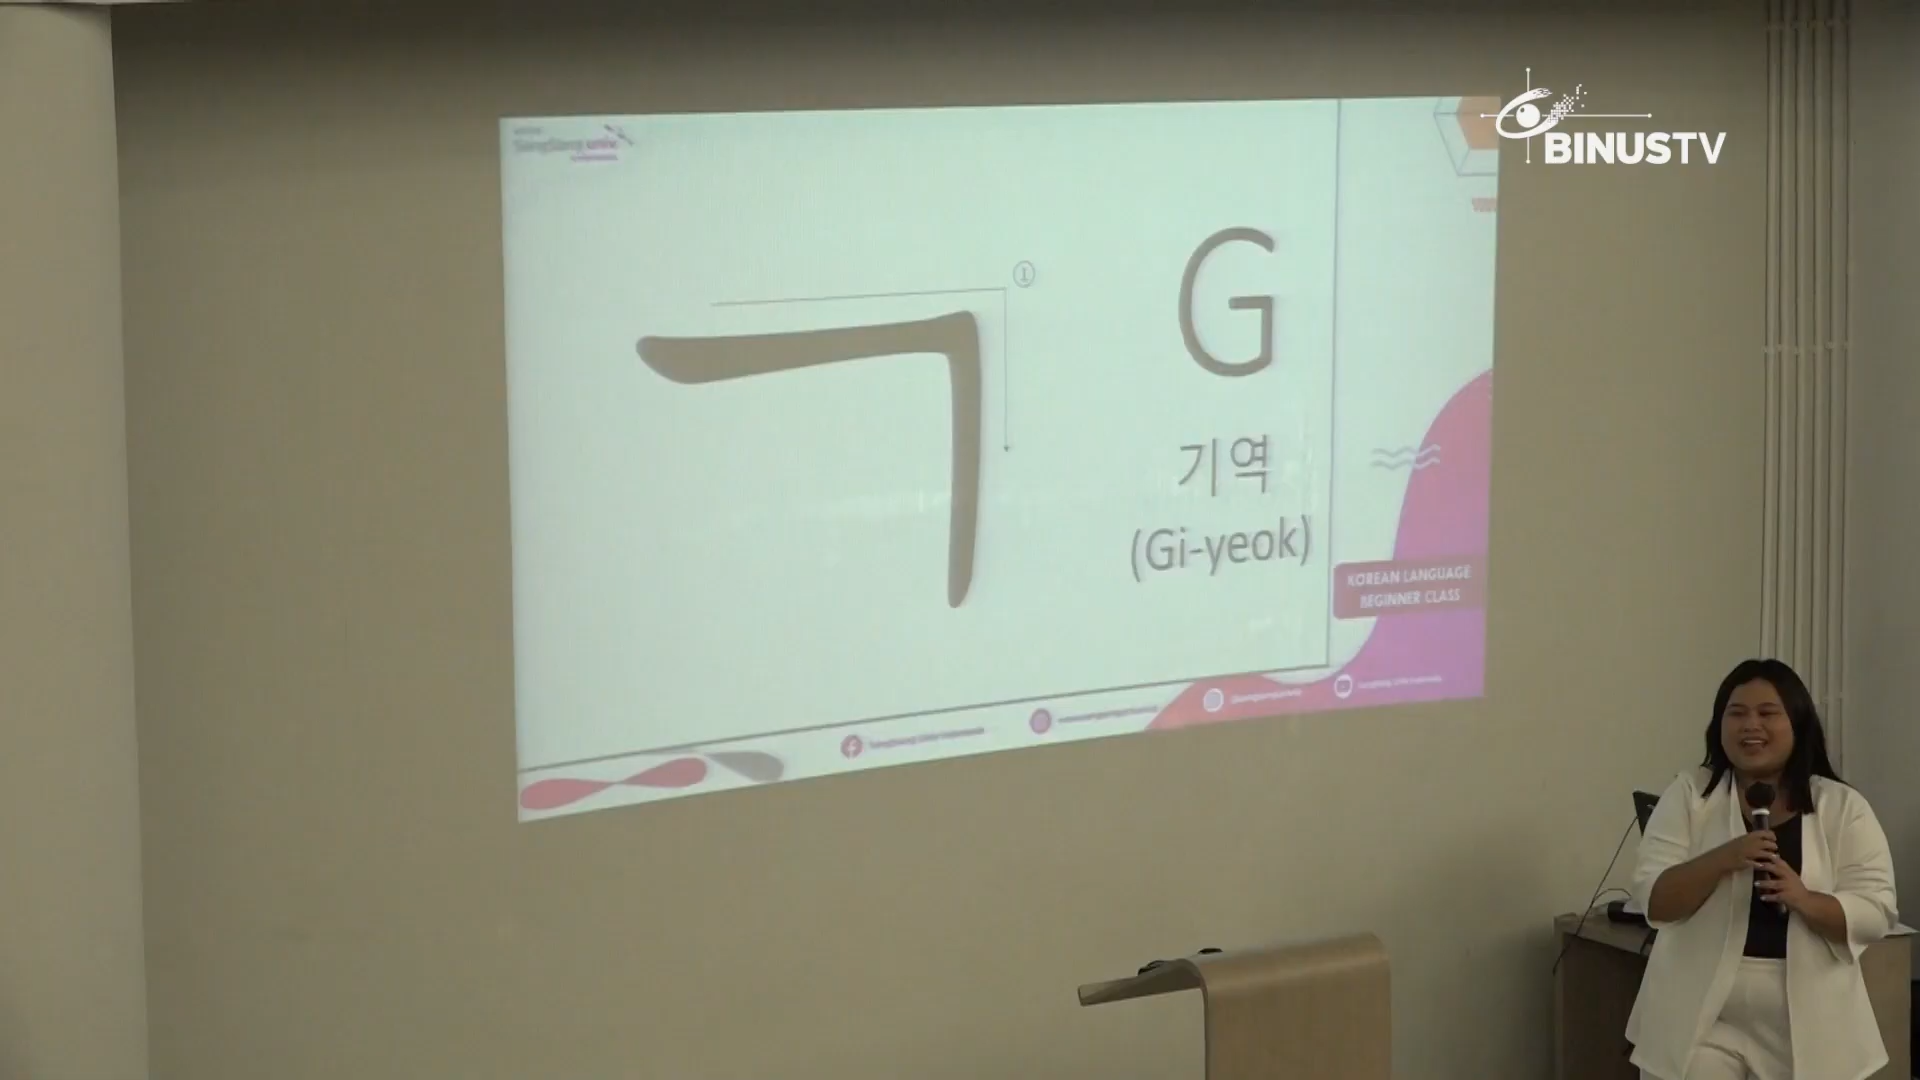 BINUSTV
①
ㄱ
G
기역
(Gi-yeok)
KOREAN LANGUAGE
BEGINNER CLASS